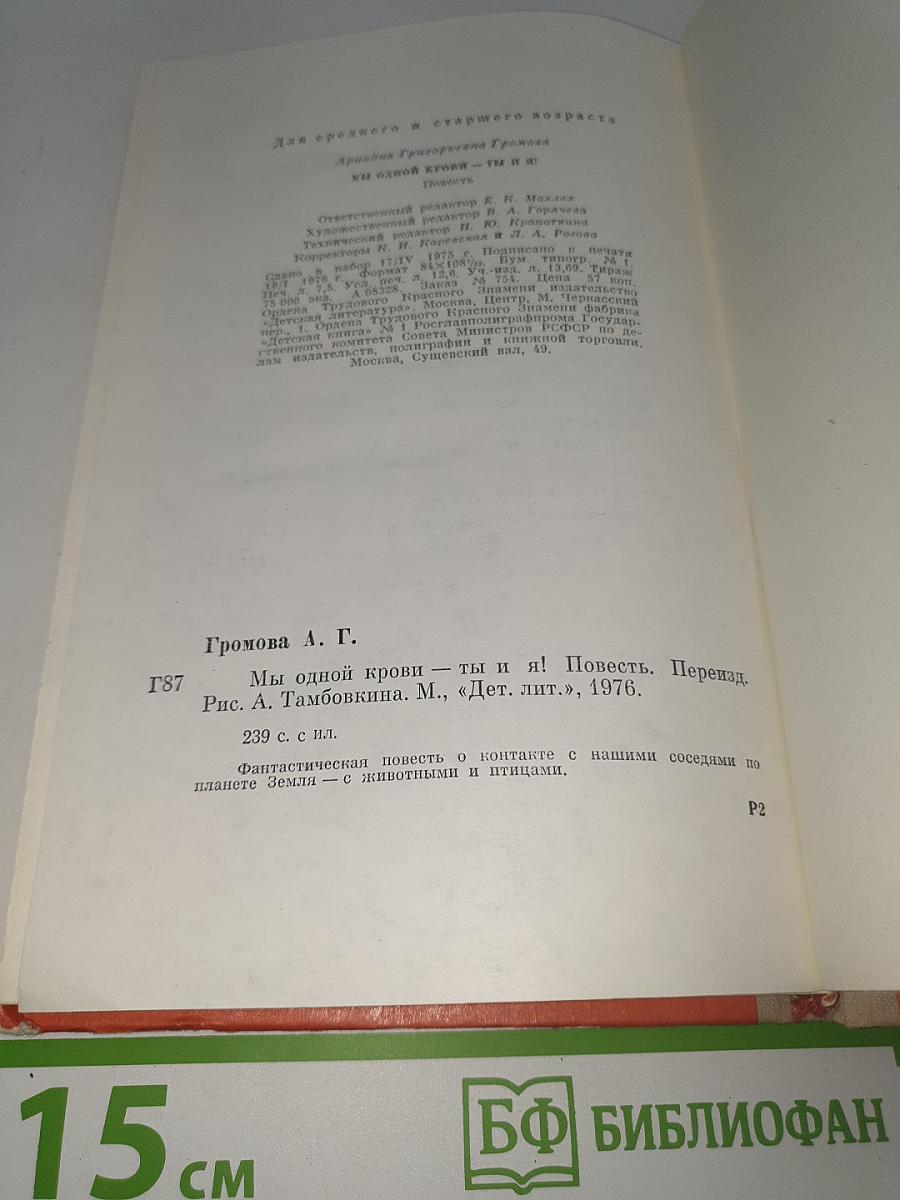 Для среднего и старшего возраста
Ариадна Григорьевна Громова
МЫ ОДНОЙ КРОВИ — ТЫ И Я!
Повесть
Ответственный редактор Е. К. Махлах
Художественный редактор В. А. Горячева
Технический редактор Н. Ю. Крапоткина
Корректоры К. И. Каревская и Л. А. Рогова
Сдано в набор 17/IV 1975 г. Подписано к печати
19/I 1976 г. Формат 84×108¹/₃₂. Бум. типогр. № 1.
Печ. л. 7,5. Усл. печ. л. 12,6. Уч.-изд. л. 13,69. Тираж
75 000 экз. А 08328. Заказ № 754. Цена 57 коп.
Ордена Трудового Красного Знамени издательство
«Детская литература». Москва, Центр, М. Черкасский
пер., 1. Ордена Трудового Красного Знамени фабрика
«Детская книга» № 1 Росглавполиграфпрома Государ-
ственного комитета Совета Министров РСФСР по де-
лам издательств, полиграфии и книжной торговли.
Москва, Сущевский вал, 49.
Громова А. Г.
Г87 Мы одной крови — ты и я! Повесть. Переизд.
Рис. А. Тамбовкина. М., «Дет. лит.», 1976.
239 с. с ил.
Фантастическая повесть о контакте с нашими соседями по
планете Земля — с животными и птицами.
Р2
15 см БФ БИБЛИОФАН